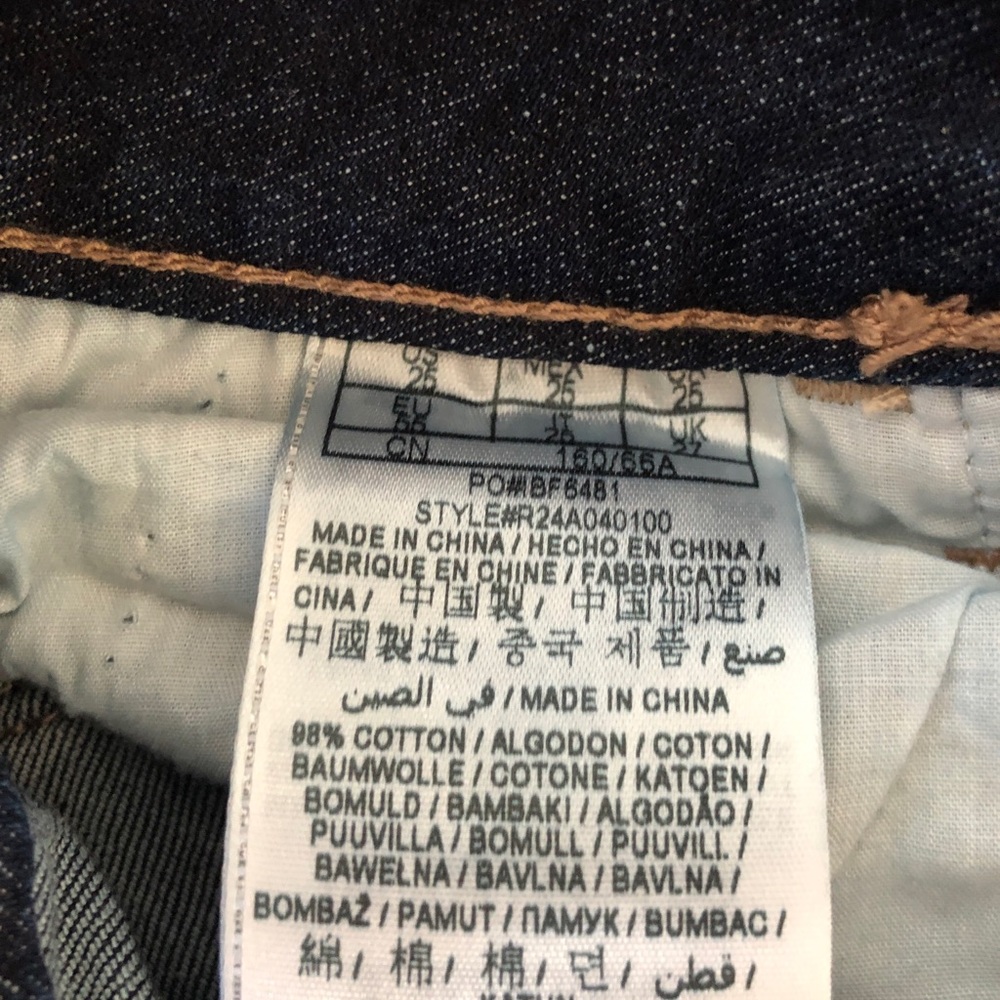 US MEX CA
25 25 25
EU IT UK
CN 160/66A
PO#BF6481
STYLE#R24A040100
MADE IN CHINA / HECHO EN CHINA /
FABRIQUE EN CHINE / FABBRICATO IN
CINA / 中国製 / 中国制造 /
中國製造 / 중국 제품 / صنع
في الصين / MADE IN CHINA
98% COTTON / ALGODON / COTON /
BAUMWOLLE / COTONE / KATOEN /
BOMULD / BAMBAKI / ALGODÃO /
PUUVILLA / BOMULL / PUUVILL /
BAWEŁNA / BAVLNA / BAVLNA /
BOMBAŽ / PAMUT / ПАМУК / BUMBAC /
綿 / 棉 / 棉 / 면 / قطن /